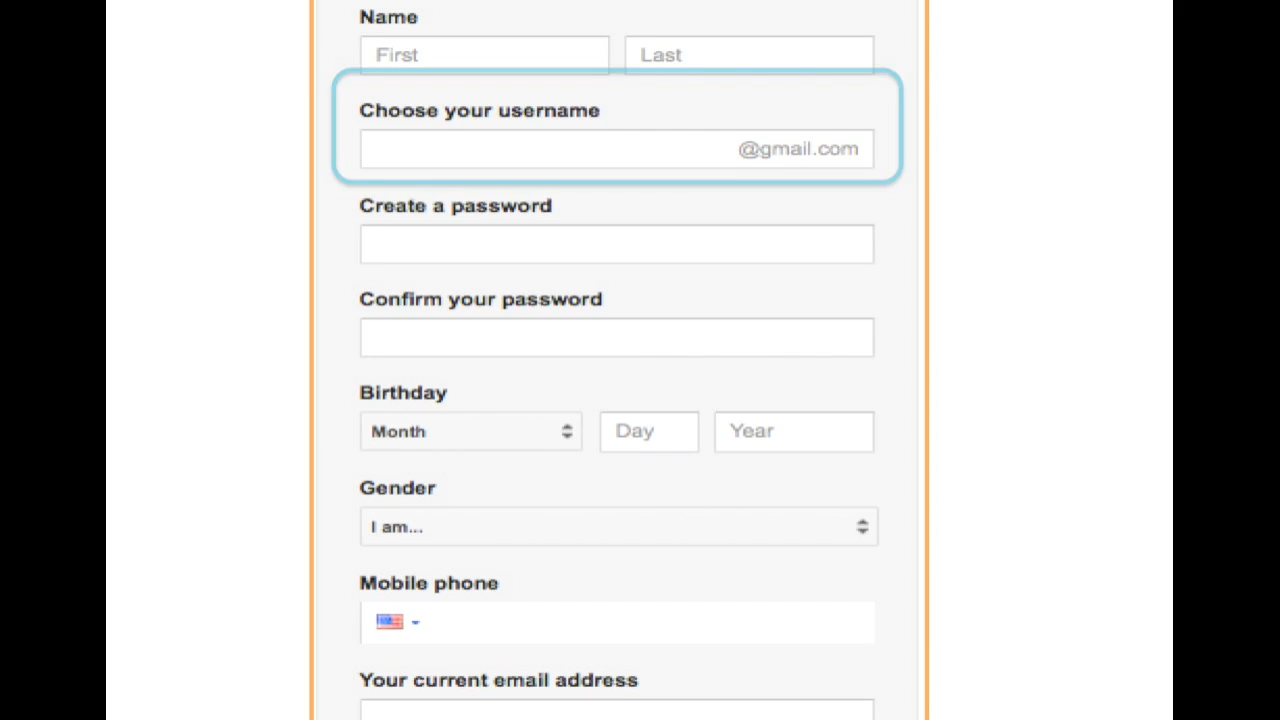 Name
First Last
Choose your username
@gmail.com
Create a password
Confirm your password
Birthday
Month Day Year
Gender
I am...
Mobile phone
Your current email address